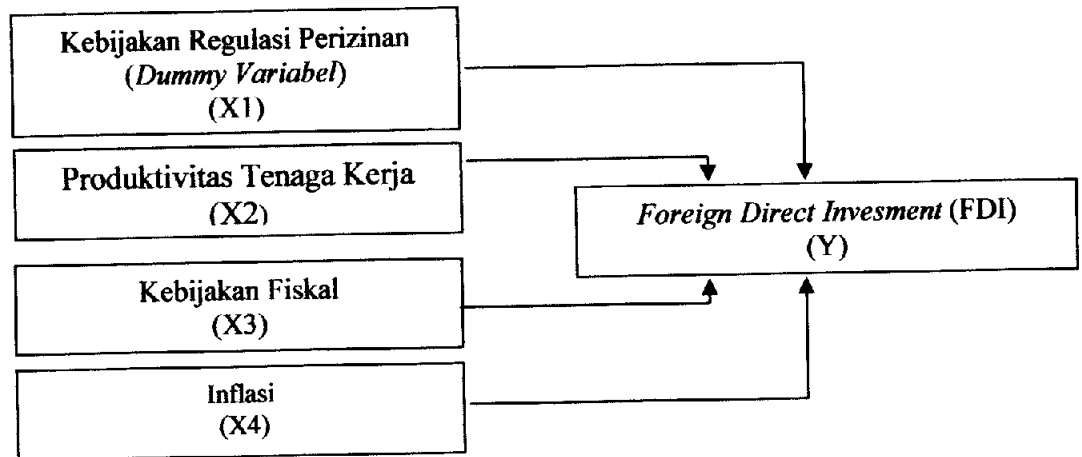 Kebijakan Regulasi Perizinan
(Dummy Variabel)
(X1)
Produktivitas Tenaga Kerja
(X2)
Kebijakan Fiskal
(X3)
Inflasi
(X4)
Foreign Direct Invesment (FDI)
(Y)